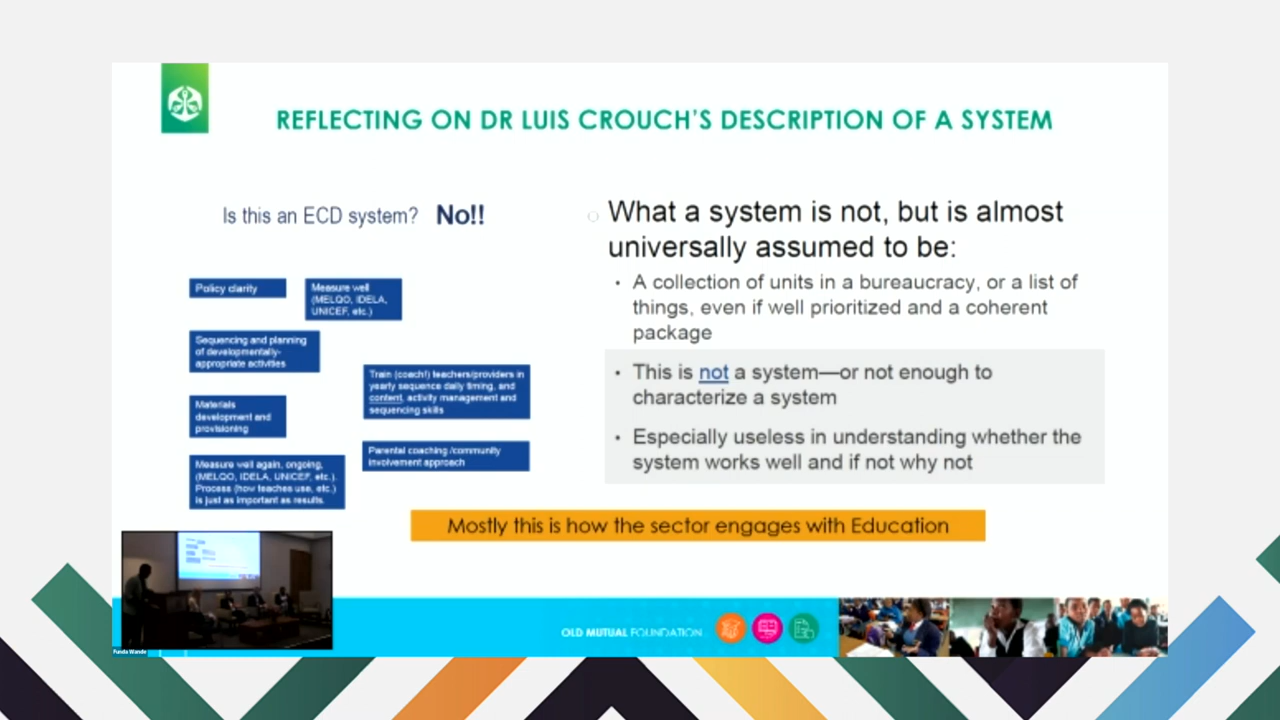 REFLECTING ON DR LUIS CROUCH'S DESCRIPTION OF A SYSTEM
Is this an ECD system? No!!
Policy clarity
Measure well
(MELQO, IDELA,
UNICEF, etc.)
Sequencing and planning
of developmentally-
appropriate activities
Train (coach!) teachers/providers in
yearly sequence daily timing, and
content, activity management and
sequencing skills
Materials
development and
provisioning
Parental coaching /community
involvement approach
Measure well again, ongoing,
(MELQO, IDELA, UNICEF, etc.).
Process (how teaches use, etc.)
is just as important as results.
What a system is not, but is almost
universally assumed to be:
• A collection of units in a bureaucracy, or a list of
things, even if well prioritized and a coherent
package
• This is not a system—or not enough to
characterize a system
• Especially useless in understanding whether the
system works well and if not why not
Mostly this is how the sector engages with Education
OLD MUTUAL FOUNDATION
Funda Wande